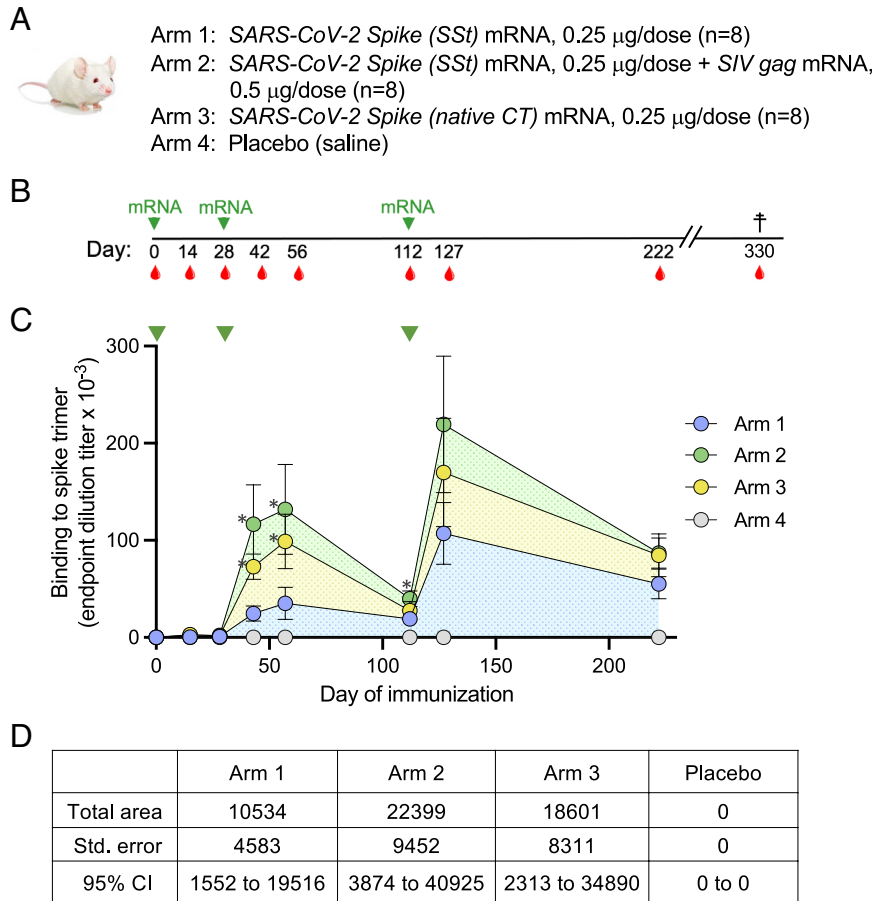 A
Arm 1: SARS-CoV-2 Spike (SSt) mRNA, 0.25 μg/dose (n=8)
Arm 2: SARS-CoV-2 Spike (SSt) mRNA, 0.25 μg/dose + SIV gag mRNA,
0.5 μg/dose (n=8)
Arm 3: SARS-CoV-2 Spike (native CT) mRNA, 0.25 μg/dose (n=8)
Arm 4: Placebo (saline)
B
mRNA mRNA mRNA
Day: 0 14 28 42 56 112 127 222 330
C
Binding to spike trimer
(endpoint dilution titer x 10⁻³)
300
200
100
0
* * * * *
0 50 100 150 200
Day of immunization
Arm 1
Arm 2
Arm 3
Arm 4
D
Arm 1 Arm 2 Arm 3 Placebo
Total area 10534 22399 18601 0
Std. error 4583 9452 8311 0
95% CI 1552 to 19516 3874 to 40925 2313 to 34890 0 to 0